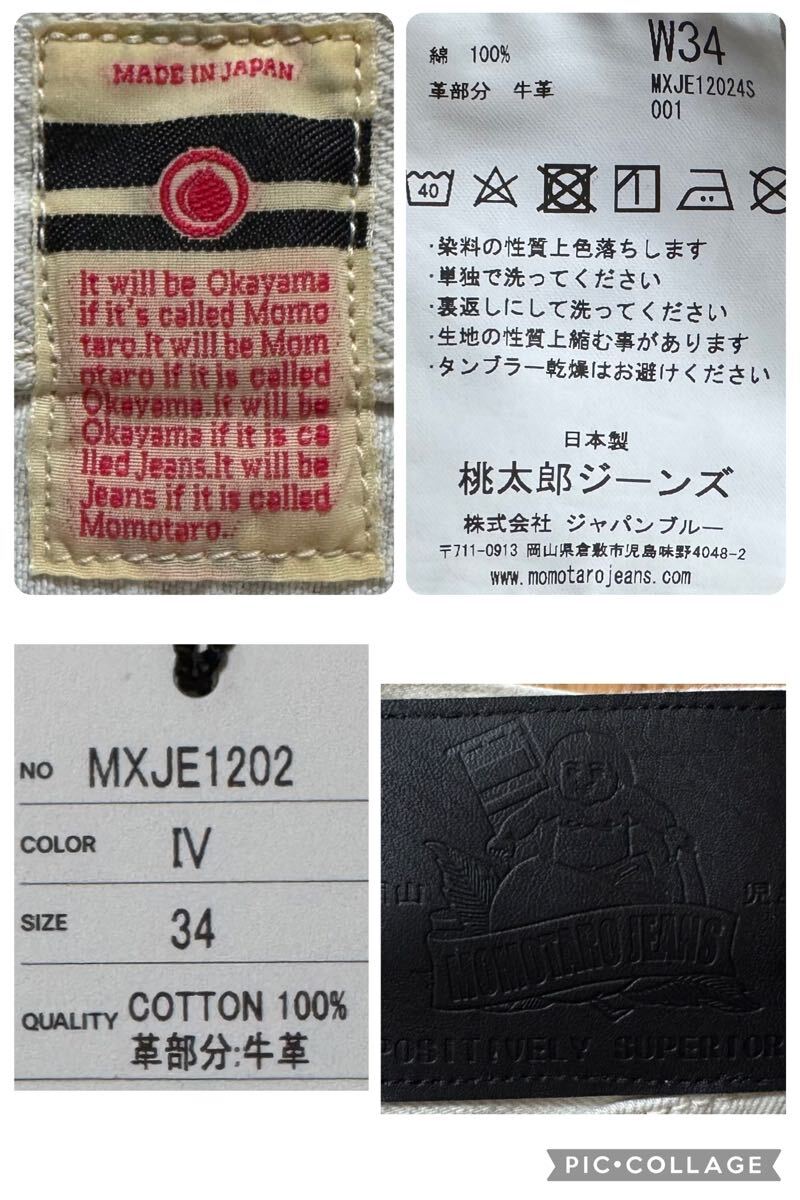 MADE IN JAPAN
It will be Okayama
if it's called Momo
taro.It will be Mom
otaro if it is called
Okayama.It will be
Okayama if it is ca
lled Jeans.It will be
Jeans if it is called
Momotaro..
綿 100%
革部分 牛革
W34
MXJE12024S
001
40
・染料の性質上色落ちします
・単独で洗ってください
・裏返しにして洗ってください
・生地の性質上縮む事があります
・タンブラー乾燥はお避けください
日本製
桃太郎ジーンズ
株式会社 ジャパンブルー
〒711-0913 岡山県倉敷市児島味野4048-2
www.momotarojeans.com
NO MXJE1202
COLOR IV
SIZE 34
QUALITY COTTON 100%
革部分:牛革
山 児
MOMOTARO JEANS
POSITIVELY SUPERIOR
PIC•COLLAGE